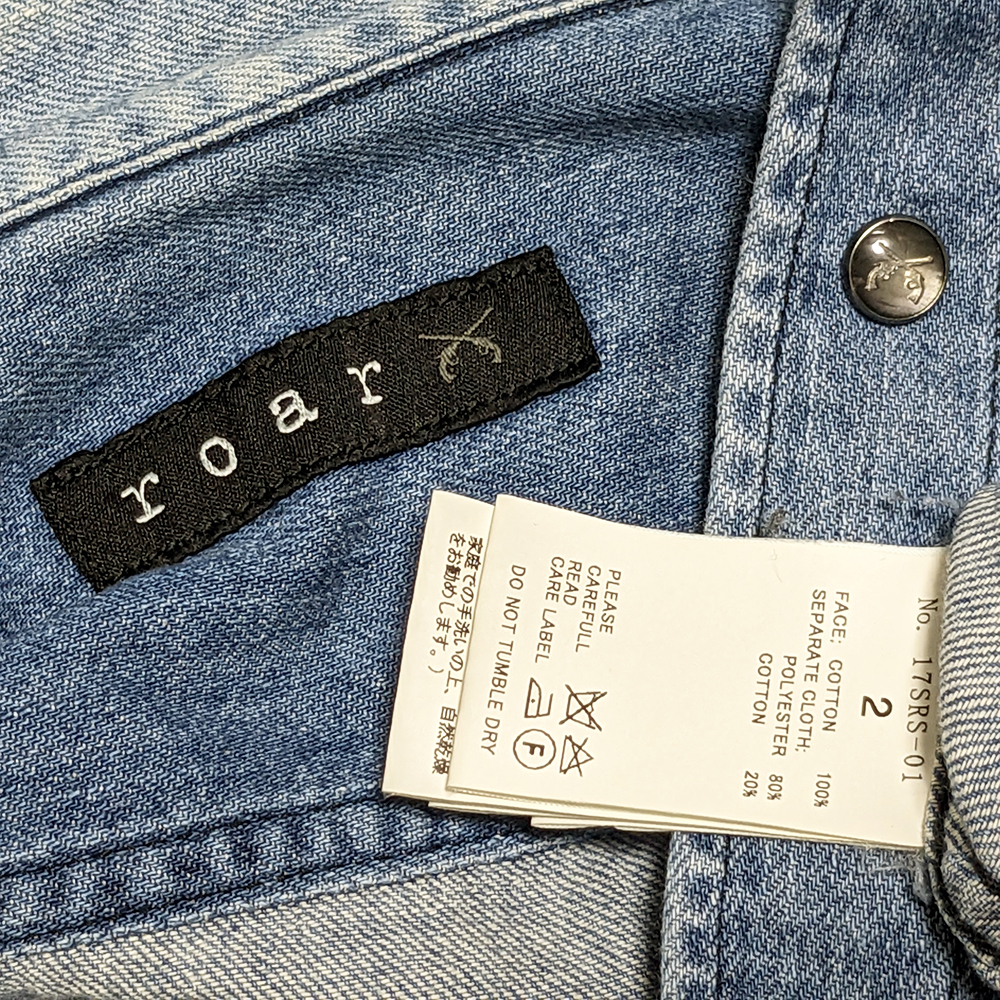 roar
No. 17SRS-01
2
FACE; COTTON 100%
SEPARATE CLOTH;
POLYESTER 80%
COTTON 20%
PLEASE
CAREFULL
READ
CARE LABEL
DO NOT TUMBLE DRY
F
家庭での手洗いの上、自然乾燥
をお勧めします。)